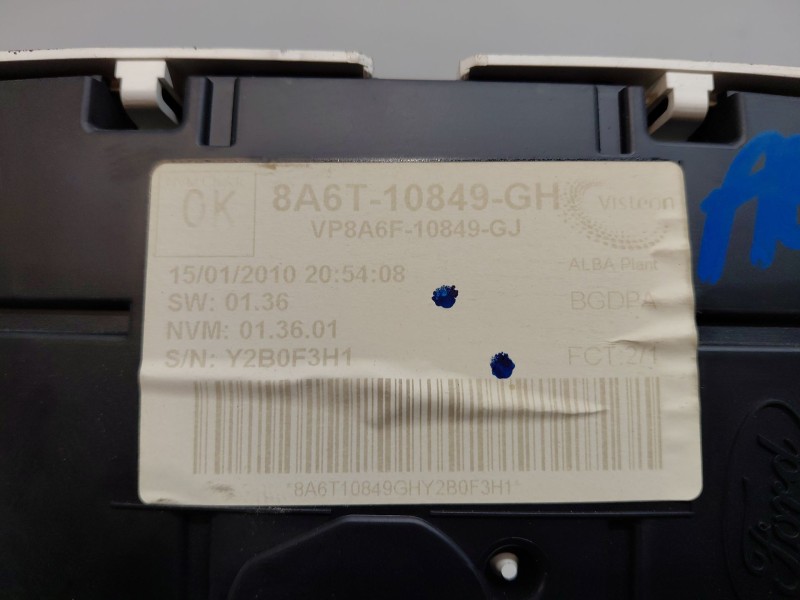 OK
8A6T-10849-GH
Visteon
VP8A6F-10849-GJ
ALBA Plant
15/01/2010 20:54:08
SW: 01.36
BGDPA
NVM: 01.36.01
S/N: Y2B0F3H1
FCT:2/1
*8A6T10849GHY2B0F3H1*
Ford